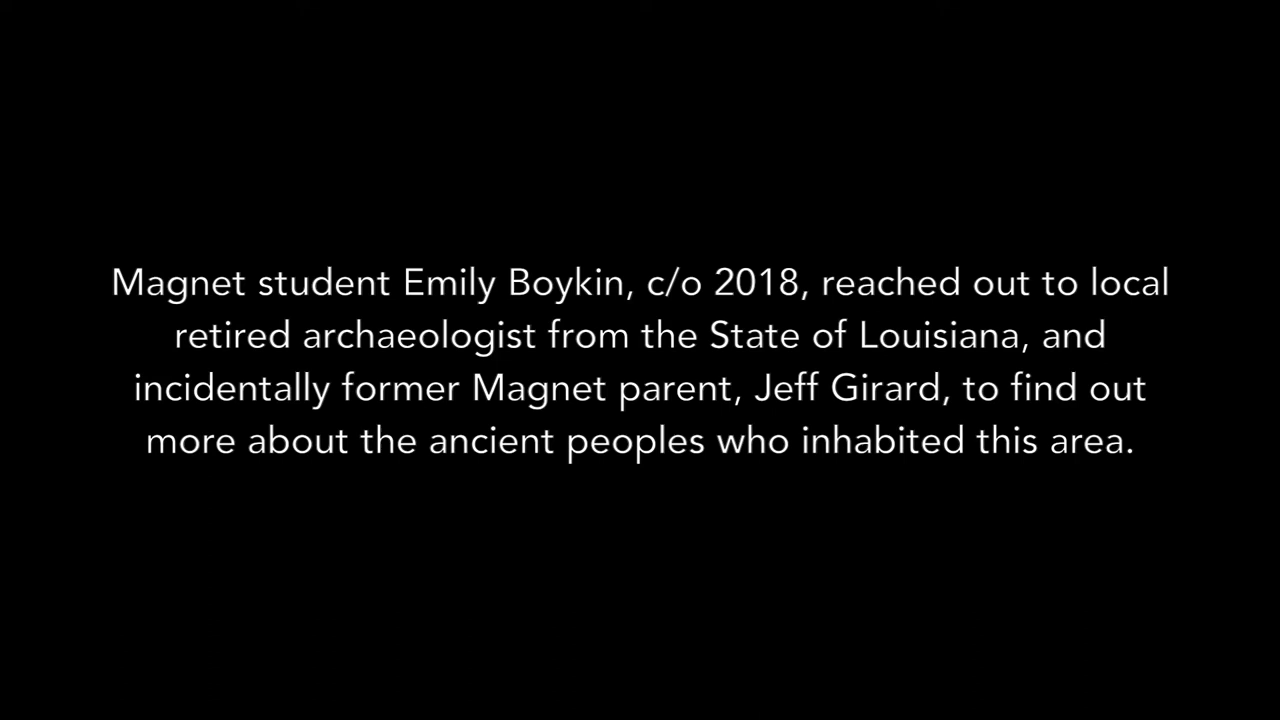 Magnet student Emily Boykin, c/o 2018, reached out to local
retired archaeologist from the State of Louisiana, and
incidentally former Magnet parent, Jeff Girard, to find out
more about the ancient peoples who inhabited this area.